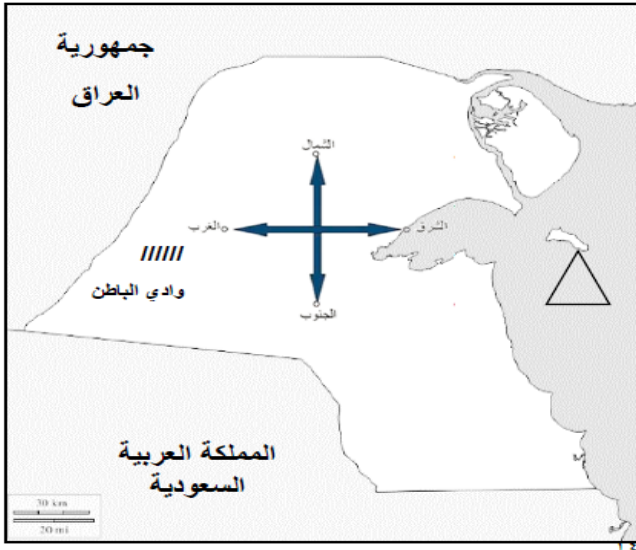 جمهورية
العراق
الشمال
الغرب
الشرق
//////
وادي الباطن
الجنوب
المملكة العربية
السعودية
30 km
20 mi